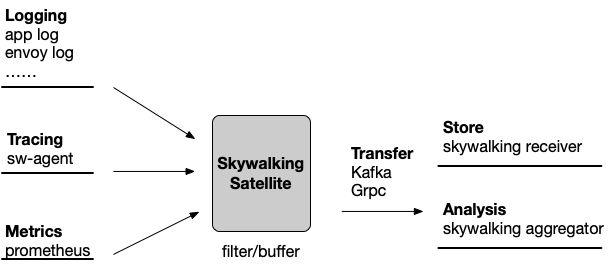 Logging
app log
envoy log
……
Tracing
sw-agent
Metrics
prometheus
Skywalking
Satellite
filter/buffer
Transfer
Kafka
Grpc
Store
skywalking receiver
Analysis
skywalking aggregator